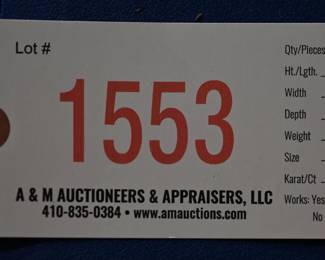 Lot #
1553
A & M AUCTIONEERS & APPRAISERS, LLC
410-835-0384 • www.amauctions.com
Qty/Pieces
Ht./Lgth.
Width
Depth
Weight
Size
Karat/Ct
Works: Yes
No